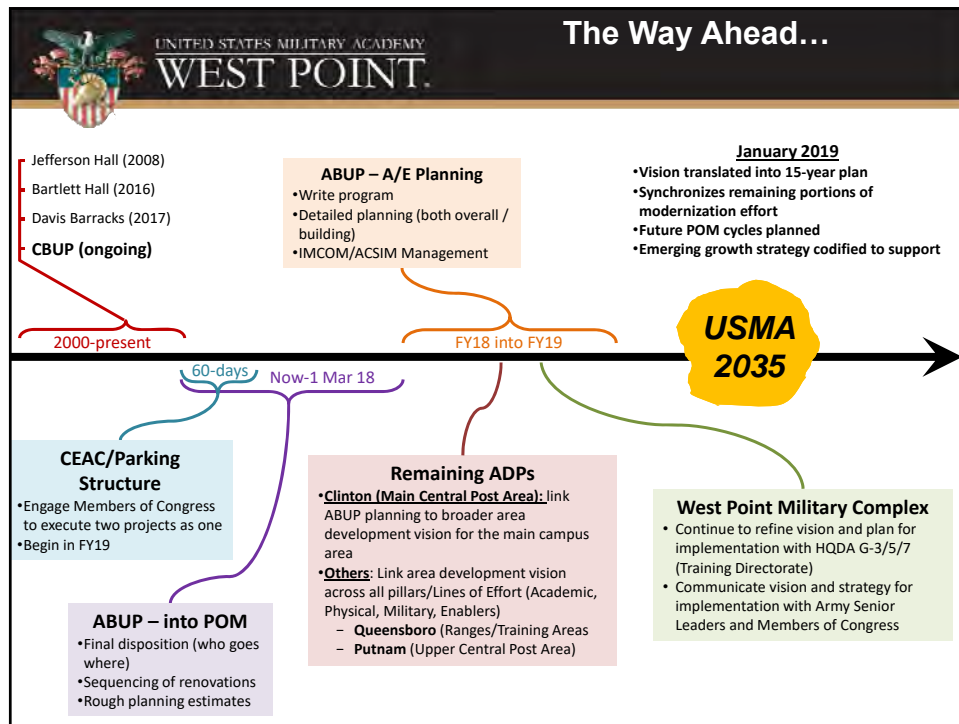 UNITED STATES MILITARY ACADEMY
WEST POINT.
The Way Ahead…
Jefferson Hall (2008)
Bartlett Hall (2016)
Davis Barracks (2017)
CBUP (ongoing)
ABUP – A/E Planning
•Write program
•Detailed planning (both overall /
building)
•IMCOM/ACSIM Management
January 2019
•Vision translated into 15-year plan
•Synchronizes remaining portions of
modernization effort
•Future POM cycles planned
•Emerging growth strategy codified to support
2000-present
FY18 into FY19
USMA
2035
60-days
Now-1 Mar 18
CEAC/Parking
Structure
•Engage Members of Congress
to execute two projects as one
•Begin in FY19
ABUP – into POM
•Final disposition (who goes
where)
•Sequencing of renovations
•Rough planning estimates
Remaining ADPs
•Clinton (Main Central Post Area): link
ABUP planning to broader area
development vision for the main campus
area
•Others: Link area development vision
across all pillars/Lines of Effort (Academic,
Physical, Military, Enablers)
– Queensboro (Ranges/Training Areas
– Putnam (Upper Central Post Area)
West Point Military Complex
• Continue to refine vision and plan for
implementation with HQDA G-3/5/7
(Training Directorate)
• Communicate vision and strategy for
implementation with Army Senior
Leaders and Members of Congress